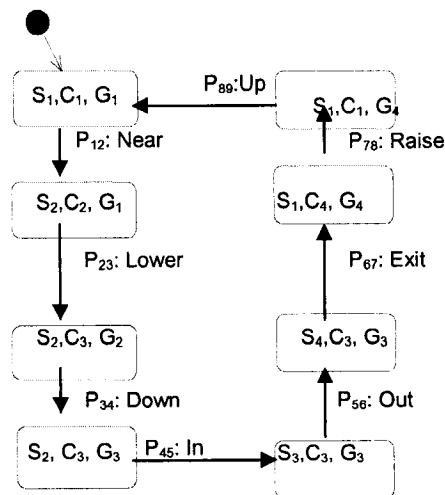 S₁,C₁, G₁
P₁₂: Near
S₂,C₂, G₁
P₂₃: Lower
S₂,C₃, G₂
P₃₄: Down
S₂, C₃, G₃
P₄₅: In
S₃,C₃, G₃
P₅₆: Out
S₄,C₃, G₃
P₆₇: Exit
S₁,C₄, G₄
P₇₈: Raise
S₁,C₁, G₄
P₈₉:Up